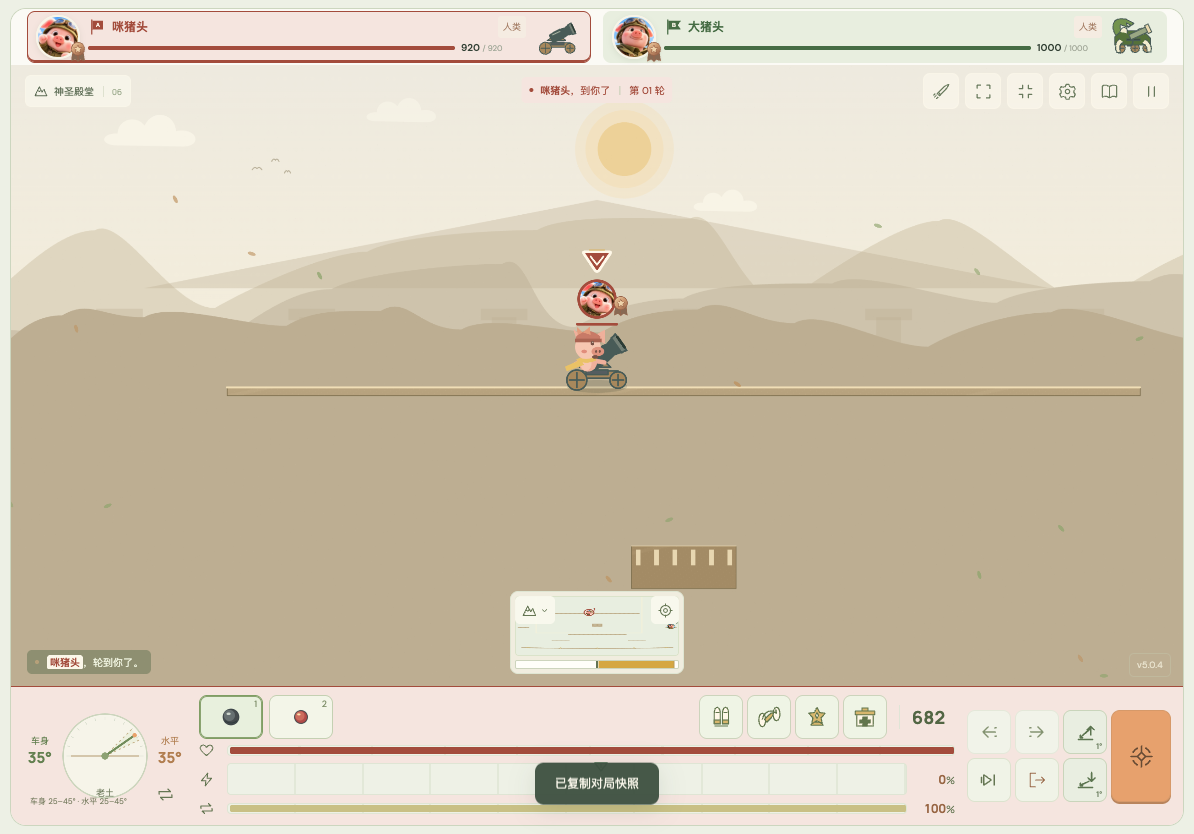 咪猪头
人类
920 / 920
大猪头
人类
1000 / 1000
神圣殿堂 06
咪猪头，到你了 第 01 轮
咪猪头，轮到你了。
v5.0.4
车身
35°
水平
35°
老土
车身 25–45° · 水平 25–45°
1
2
682
0%
100%
已复制对局快照
1°
1°